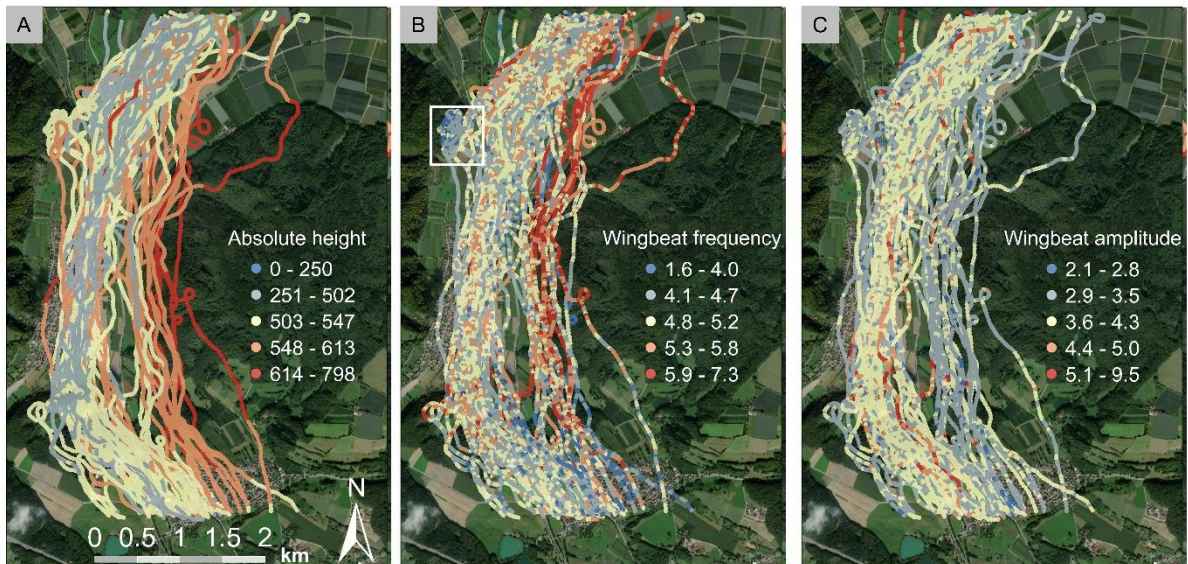 A
Absolute height
0 - 250
251 - 502
503 - 547
548 - 613
614 - 798
N
0 0.5 1 1.5 2
km
B
Wingbeat frequency
1.6 - 4.0
4.1 - 4.7
4.8 - 5.2
5.3 - 5.8
5.9 - 7.3
C
Wingbeat amplitude
2.1 - 2.8
2.9 - 3.5
3.6 - 4.3
4.4 - 5.0
5.1 - 9.5